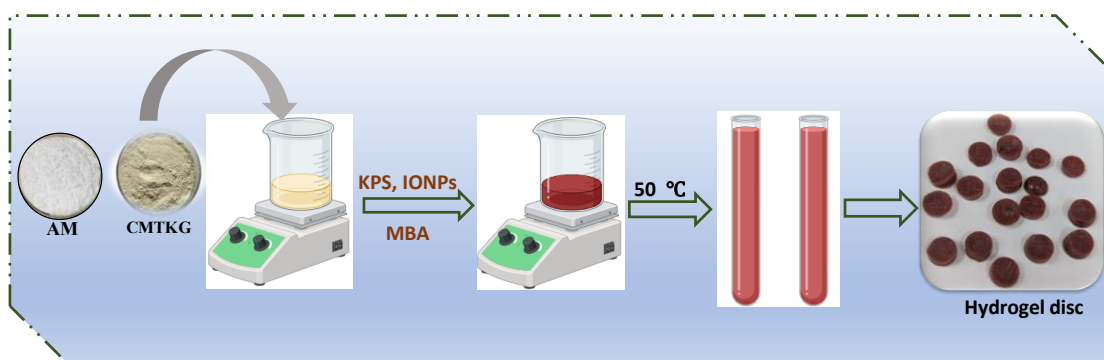 AM
CMTKG
KPS, IONPs
MBA
50 ℃
Hydrogel disc